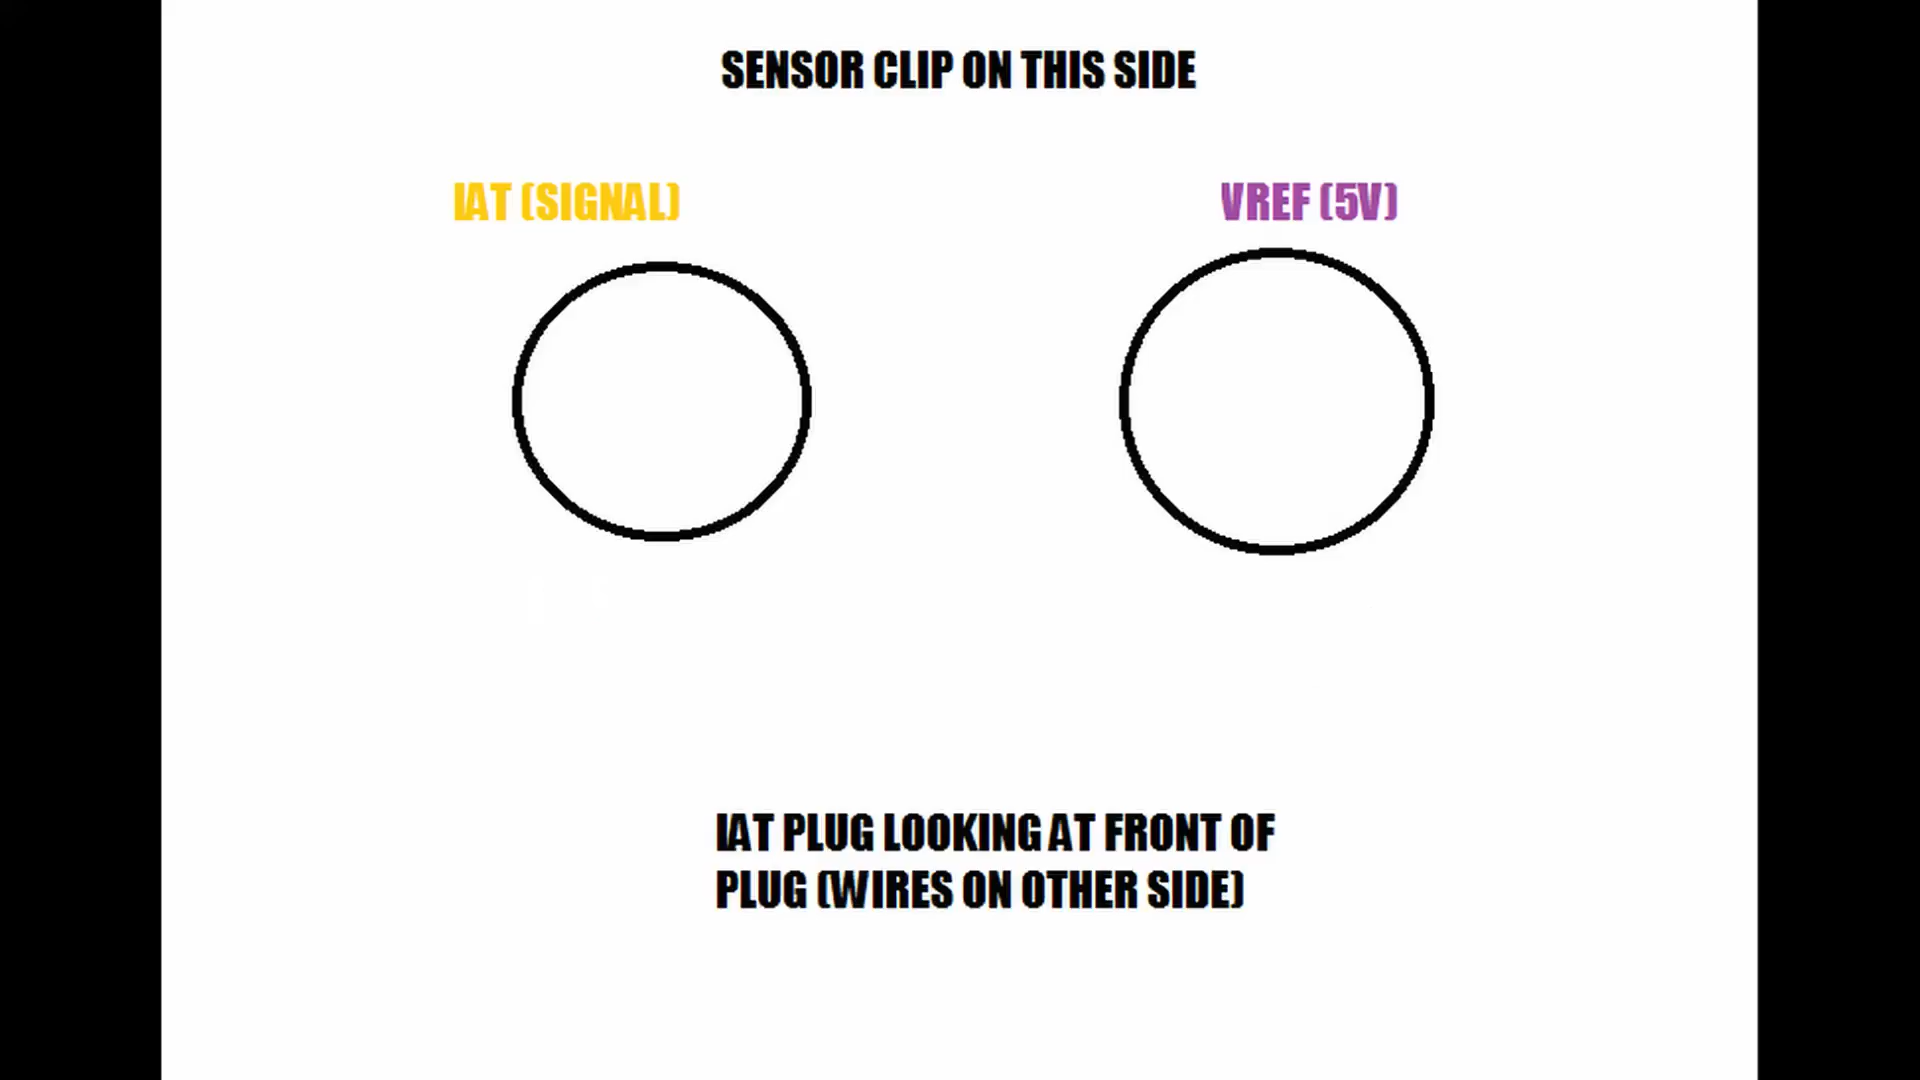 SENSOR CLIP ON THIS SIDE
IAT (SIGNAL)
VREF (5V)
IAT PLUG LOOKING AT FRONT OF
PLUG (WIRES ON OTHER SIDE)